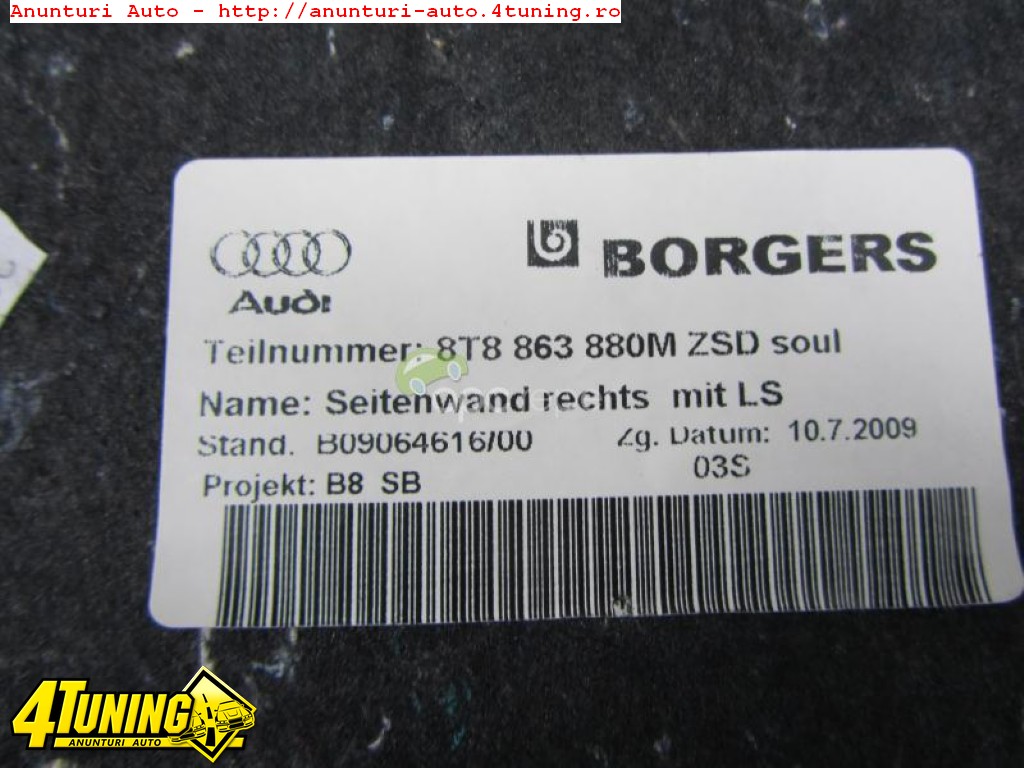 Anunturi Auto - http://anunturi-auto.4tuning.ro
Audi
BORGERS
Teilnummer: 8T8 863 880M ZSD soul
Name: Seitenwand rechts mit LS
Stand. B09064616/00 Zg. Datum: 10.7.2009
03S
Projekt: B8 SB
4TUNING
ANUNTURI AUTO